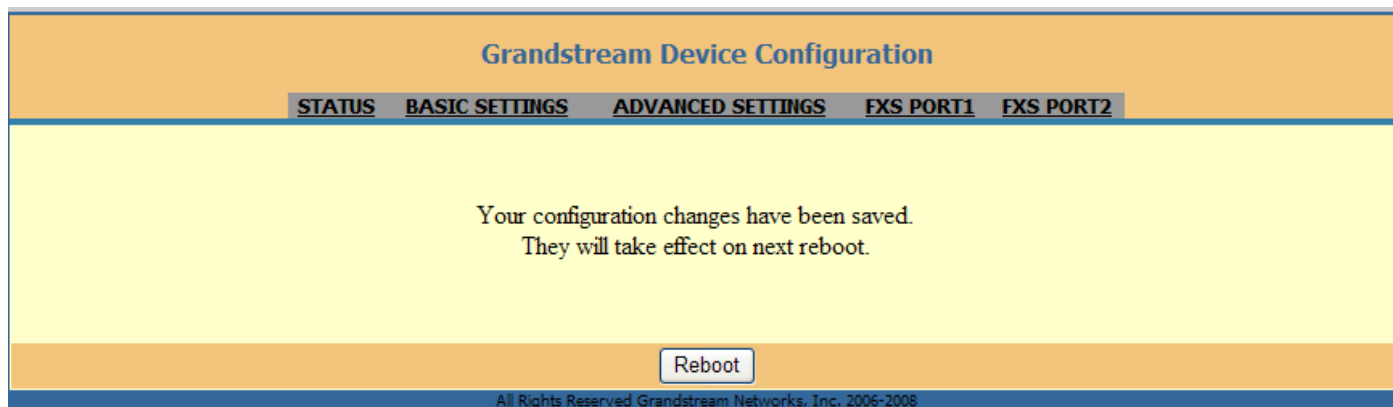 Grandstream Device Configuration
STATUS BASIC SETTINGS ADVANCED SETTINGS FXS PORT1 FXS PORT2
Your configuration changes have been saved.
They will take effect on next reboot.
Reboot
All Rights Reserved Grandstream Networks, Inc. 2006-2008